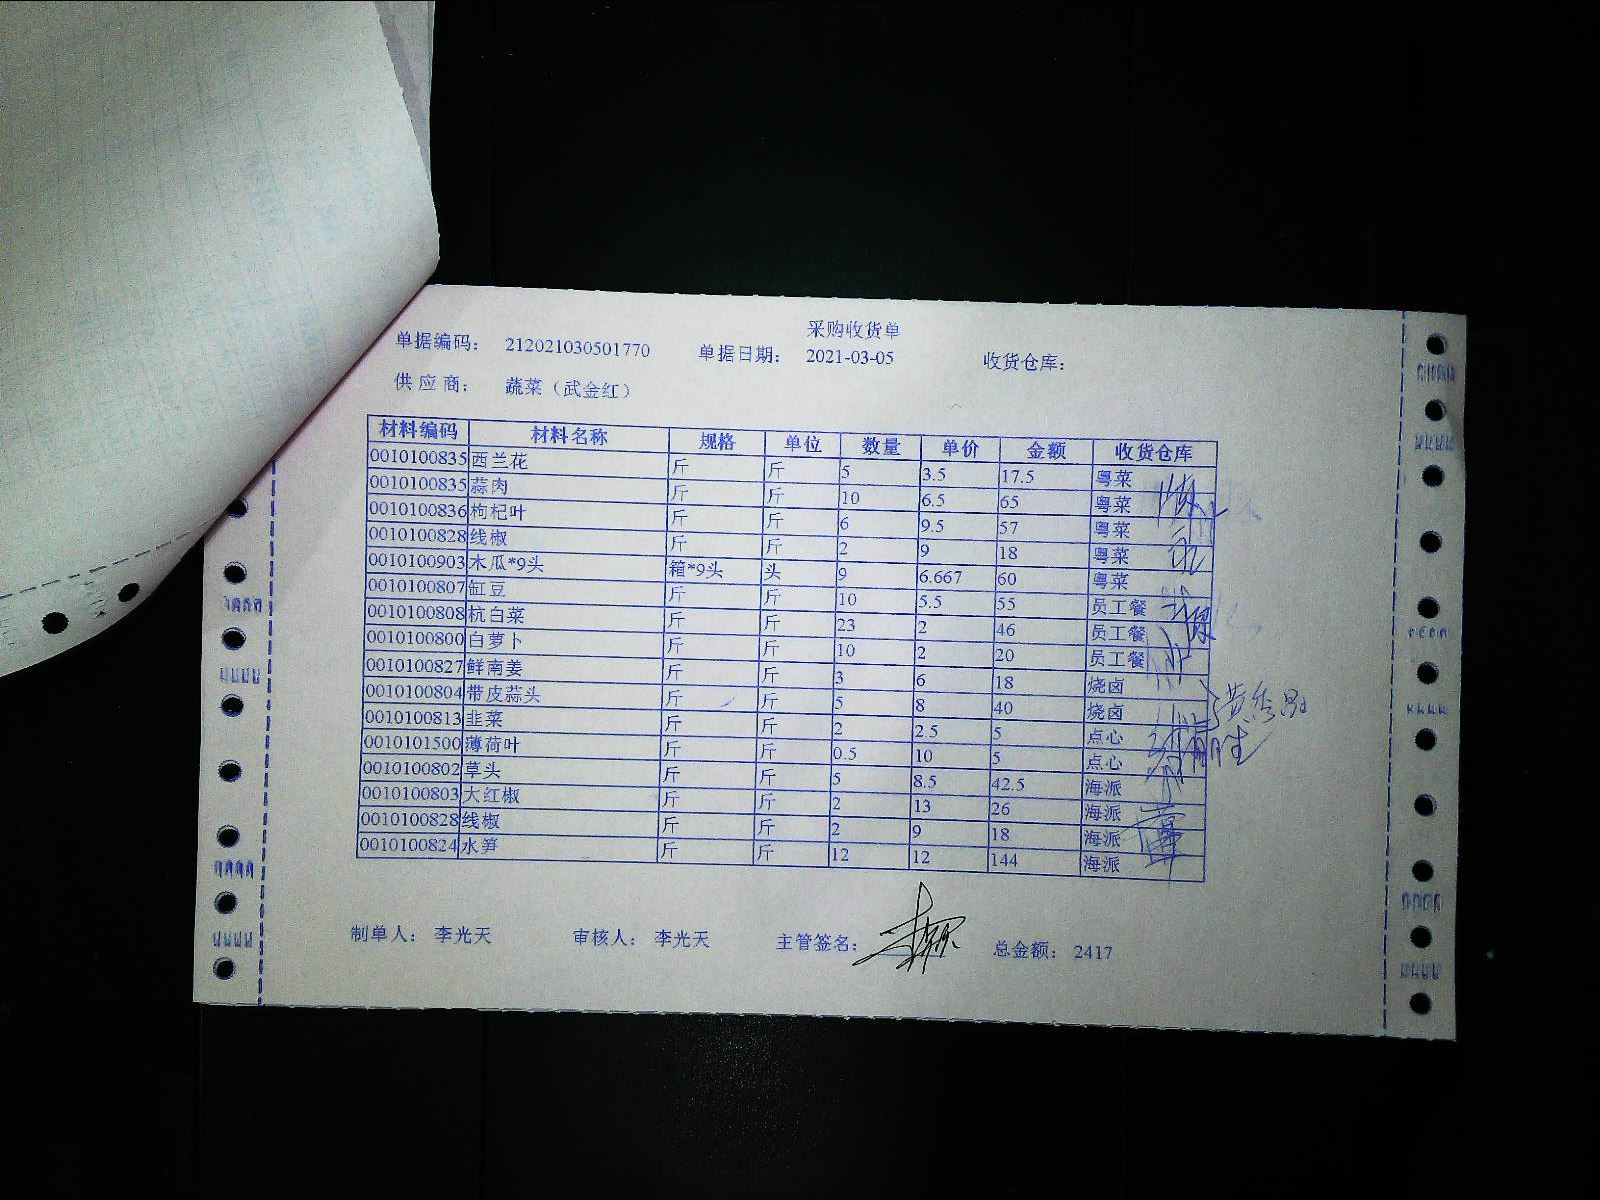 采购收货单
单据编码： 212021030501770 单据日期： 2021-03-05 收货仓库：
供 应 商： 蔬菜（武金红）
材料编码 材料名称 规格 单位 数量 单价 金额 收货仓库
0010100835 西兰花 斤 斤 5 3.5 17.5 粤菜
0010100835 蒜肉 斤 斤 10 6.5 65 粤菜
0010100836 枸杞叶 斤 斤 6 9.5 57 粤菜
0010100828 线椒 斤 斤 2 9 18 粤菜
0010100903 木瓜*9头 箱*9头 头 9 6.667 60 粤菜
0010100807 缸豆 斤 斤 10 5.5 55 员工餐
0010100808 杭白菜 斤 斤 23 2 46 员工餐
0010100800 白萝卜 斤 斤 10 2 20 员工餐
0010100827 鲜南姜 斤 斤 3 6 18 烧卤
0010100804 带皮蒜头 斤 斤 5 8 40 烧卤
0010100813 韭菜 斤 斤 2 2.5 5 点心
0010101500 薄荷叶 斤 斤 0.5 10 5 点心
0010100802 草头 斤 斤 5 8.5 42.5 海派
0010100803 大红椒 斤 斤 2 13 26 海派
0010100828 线椒 斤 斤 2 9 18 海派
0010100824 水笋 斤 斤 12 12 144 海派
制单人： 李光天 审核人： 李光天 主管签名： 总金额： 2417